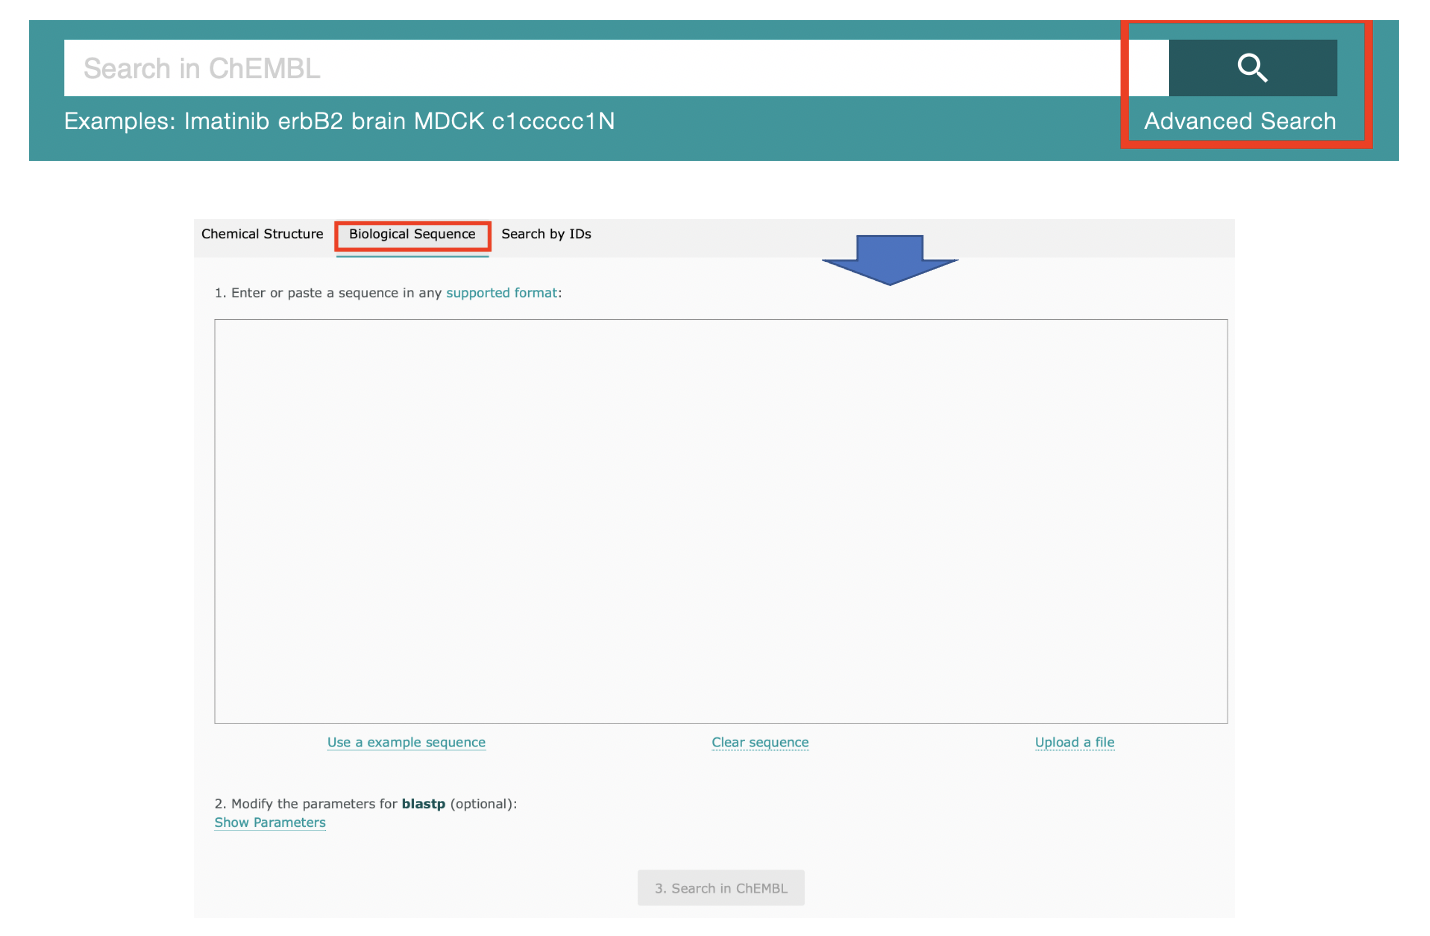 Search in ChEMBL
Examples: Imatinib erbB2 brain MDCK c1ccccc1N
Advanced Search
Chemical Structure
Biological Sequence
Search by IDs
1. Enter or paste a sequence in any supported format:
Use a example sequence
Clear sequence
Upload a file
2. Modify the parameters for blastp (optional):
Show Parameters
3. Search in ChEMBL